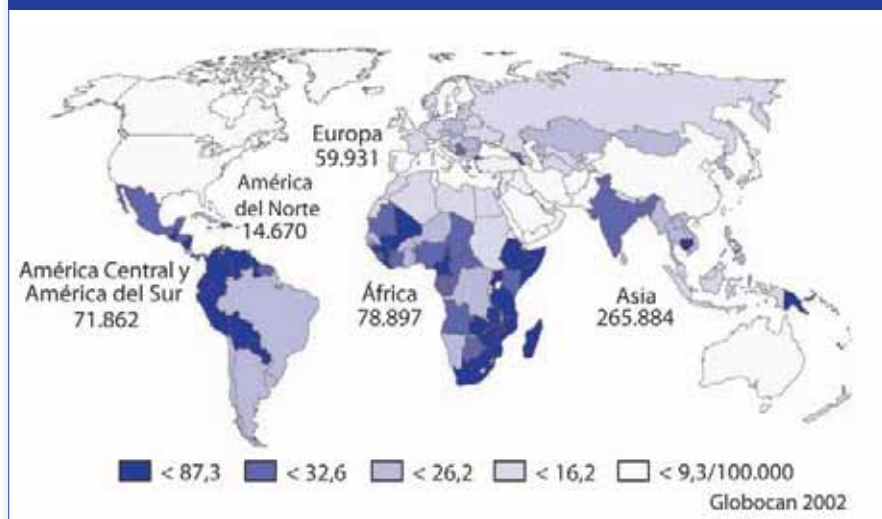 Europa
59.931
América
del Norte
14.670
América Central y
América del Sur
71.862
África
78.897
Asia
265.884
< 87,3 < 32,6 < 26,2 < 16,2 < 9,3/100.000
Globocan 2002